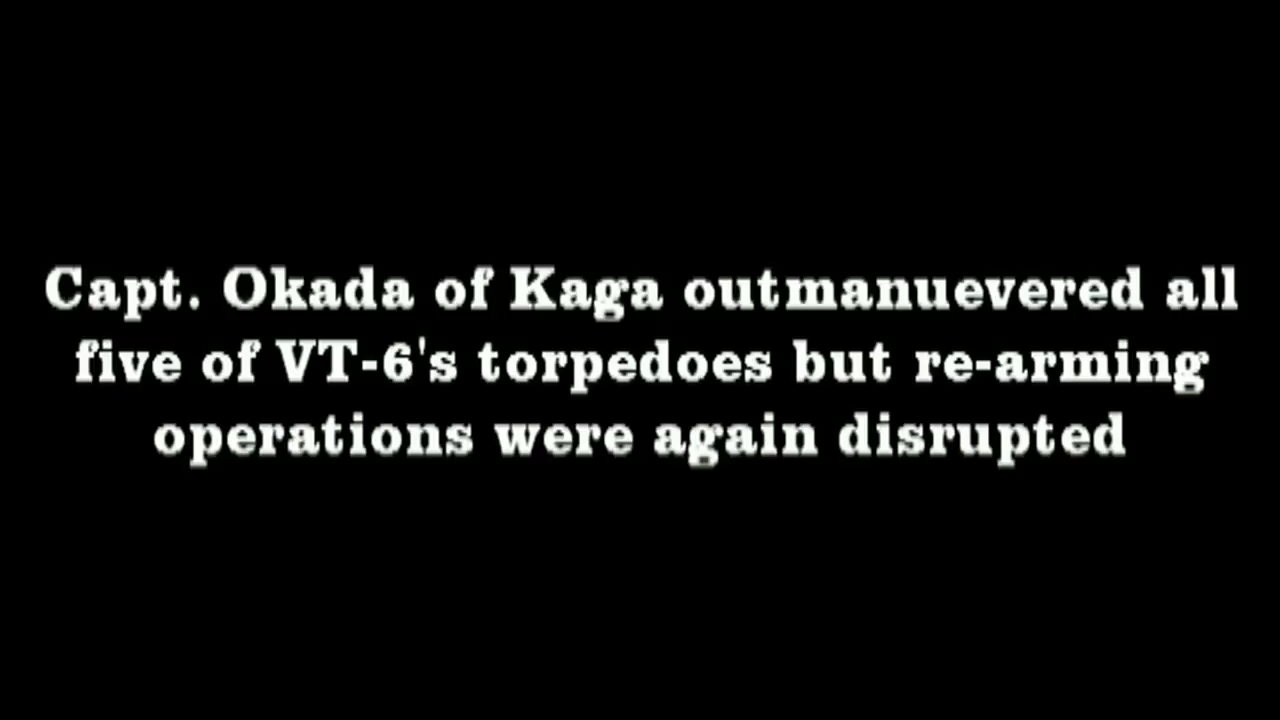 Capt. Okada of Kaga outmanuevered all
five of VT-6's torpedoes but re-arming
operations were again disrupted